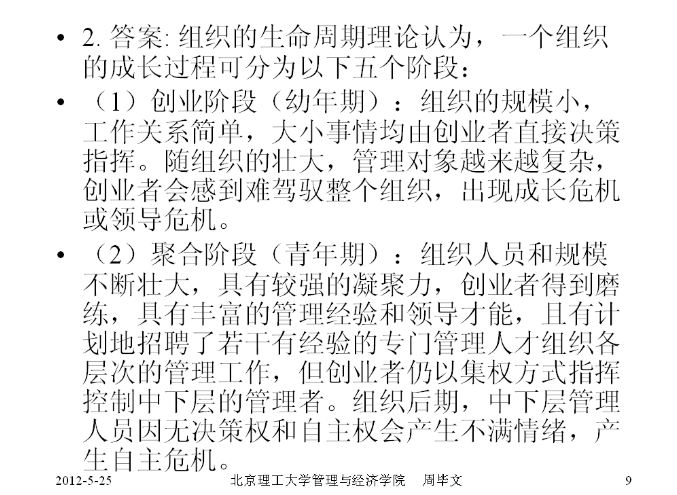 • 2. 答案: 组织的生命周期理论认为，一个组织
的成长过程可分为以下五个阶段：
• （1）创业阶段（幼年期）：组织的规模小，
工作关系简单，大小事情均由创业者直接决策
指挥。随组织的壮大，管理对象越来越复杂，
创业者会感到难驾驭整个组织，出现成长危机
或领导危机。
• （2）聚合阶段（青年期）：组织人员和规模
不断壮大，具有较强的凝聚力，创业者得到磨
练，具有丰富的管理经验和领导才能，且有计
划地招聘了若干有经验的专门管理人才组织各
层次的管理工作，但创业者仍以集权方式指挥
控制中下层的管理者。组织后期，中下层管理
人员因无决策权和自主权会产生不满情绪，产
生自主危机。
2012-5-25 北京理工大学管理与经济学院 周毕文 9